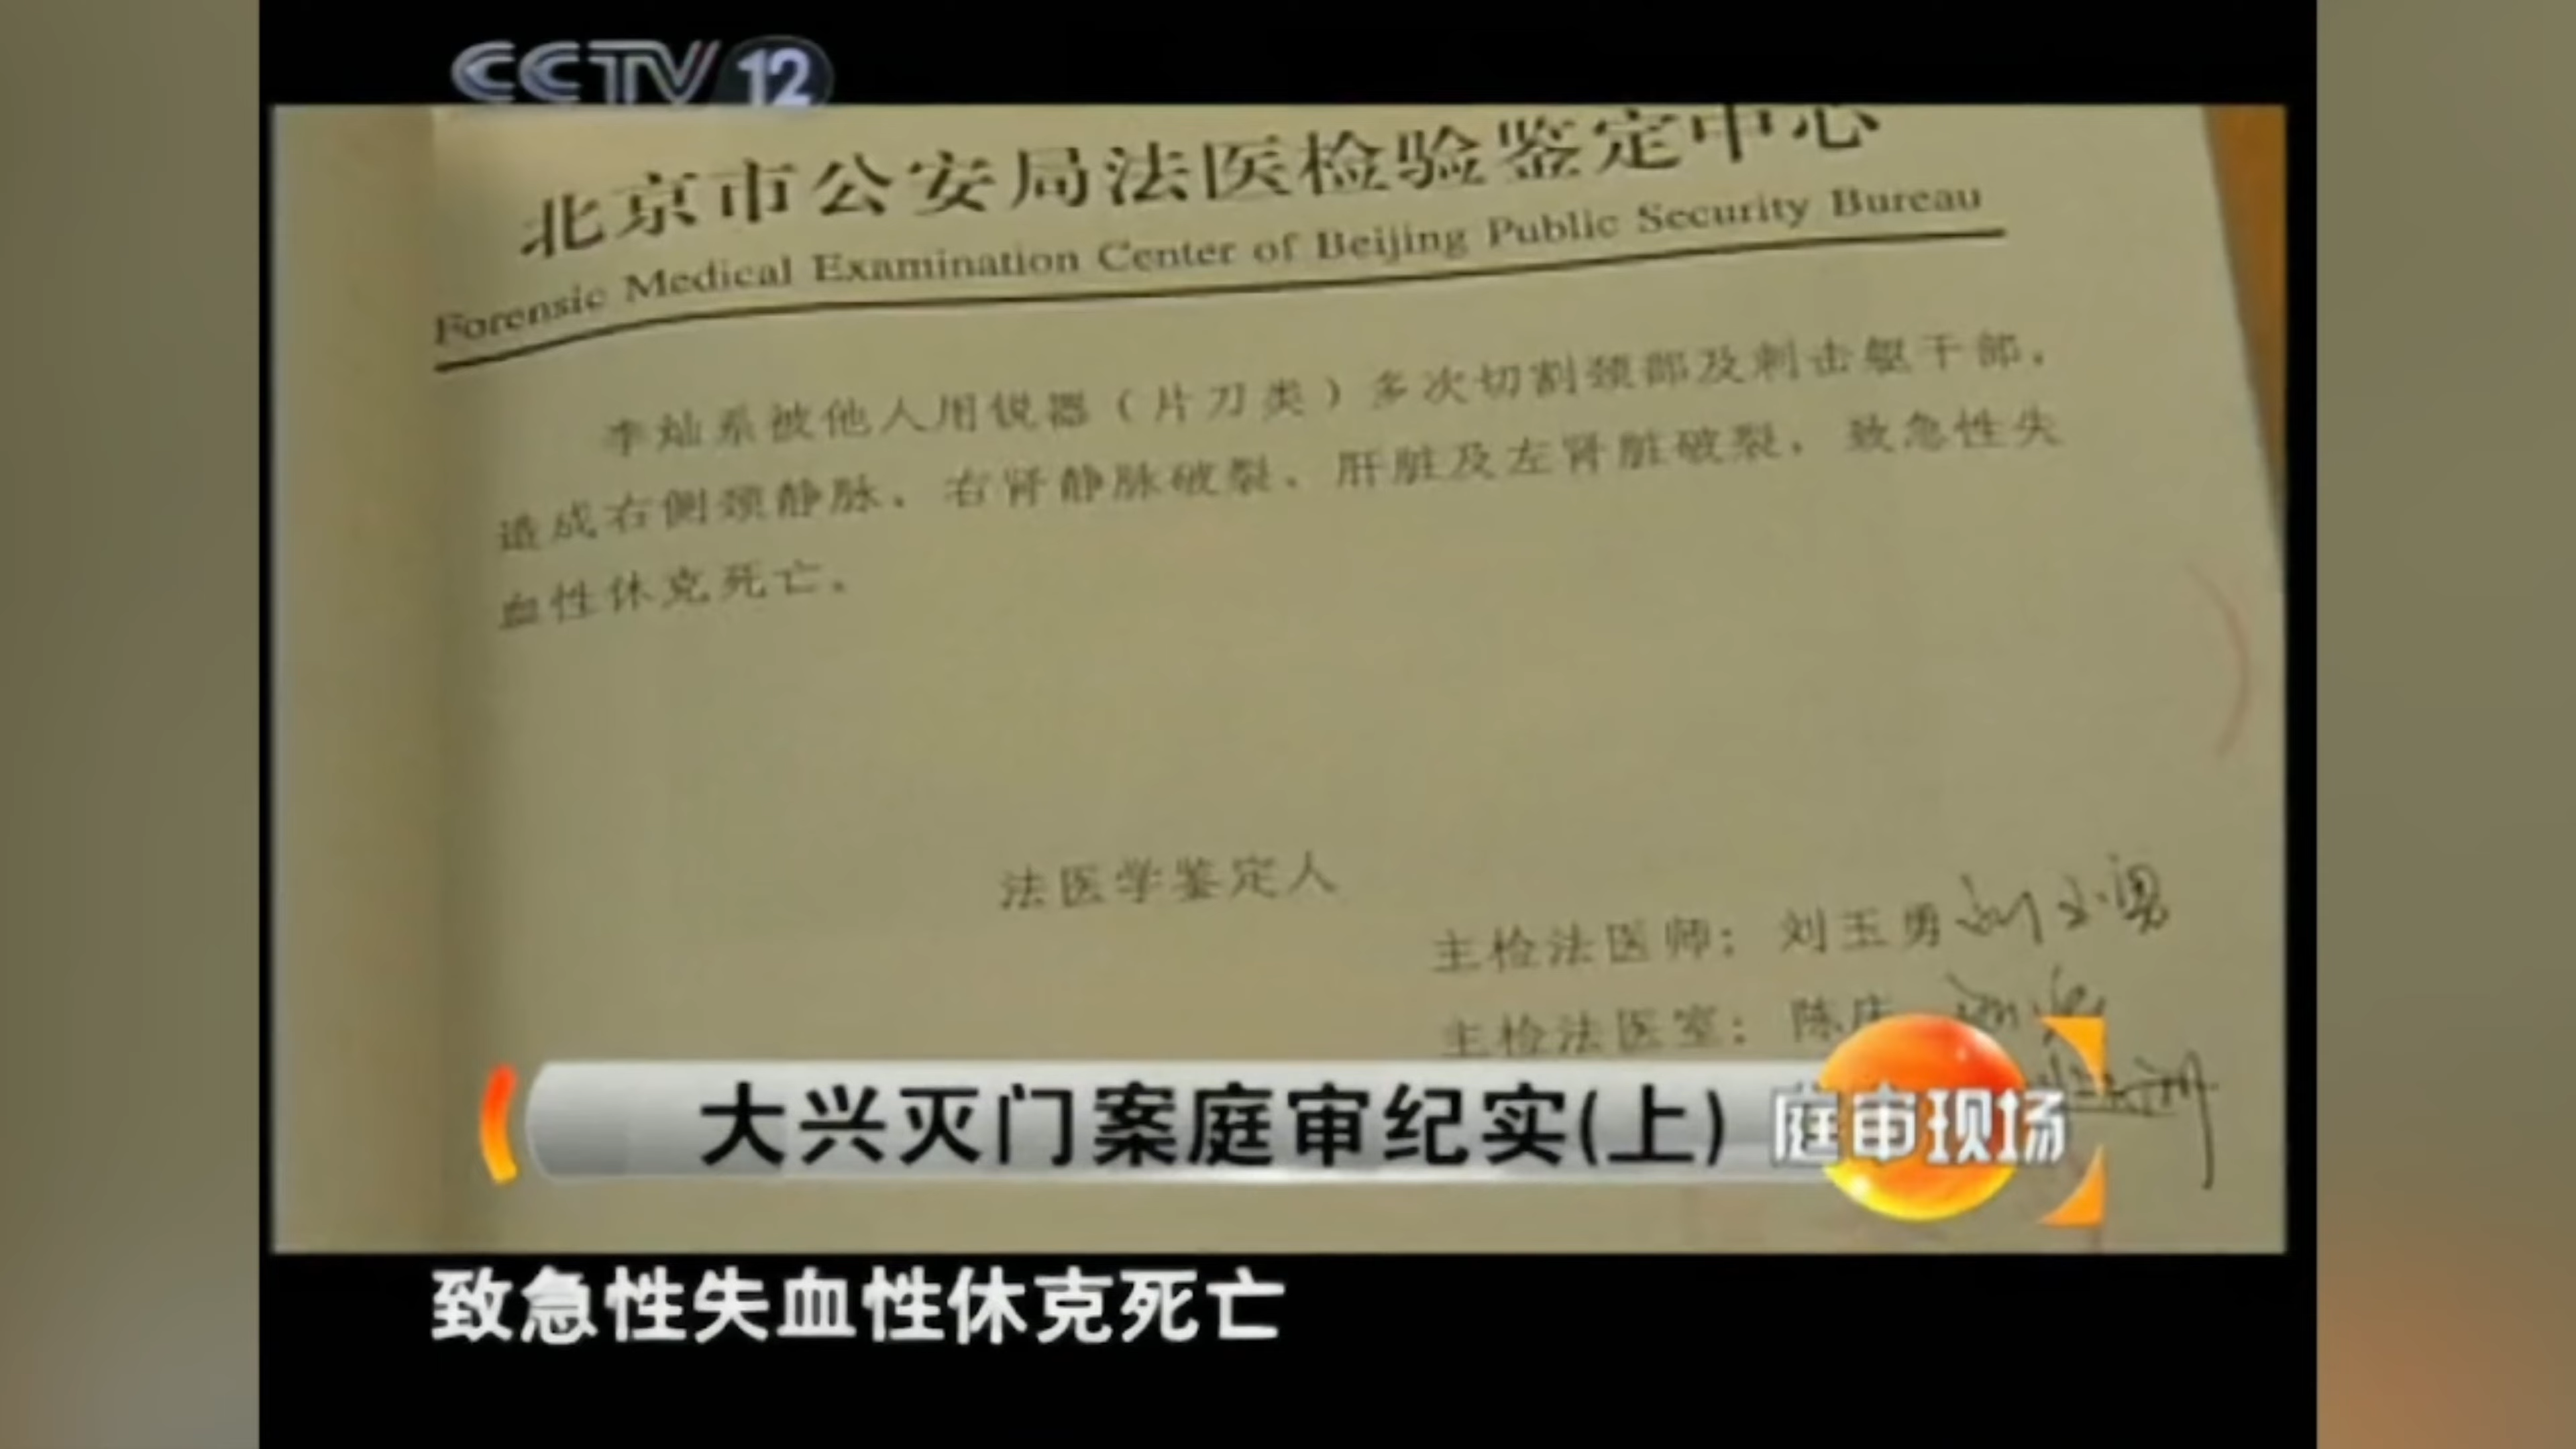 CCTV 12
北京市公安局法医检验鉴定中心
Forensic Medical Examination Center of Beijing Public Security Bureau
李灿系被他人用锐器（片刀类）多次切割颈部及刺击躯干部，
造成右侧颈静脉、右肾静脉破裂、肝脏及左肾脏破裂，致急性失
血性休克死亡。
法医学鉴定人
主检法医师：刘玉勇 刘玉勇
主检法医室：陈庆
大兴灭门案庭审纪实(上) 庭审现场
致急性失血性休克死亡